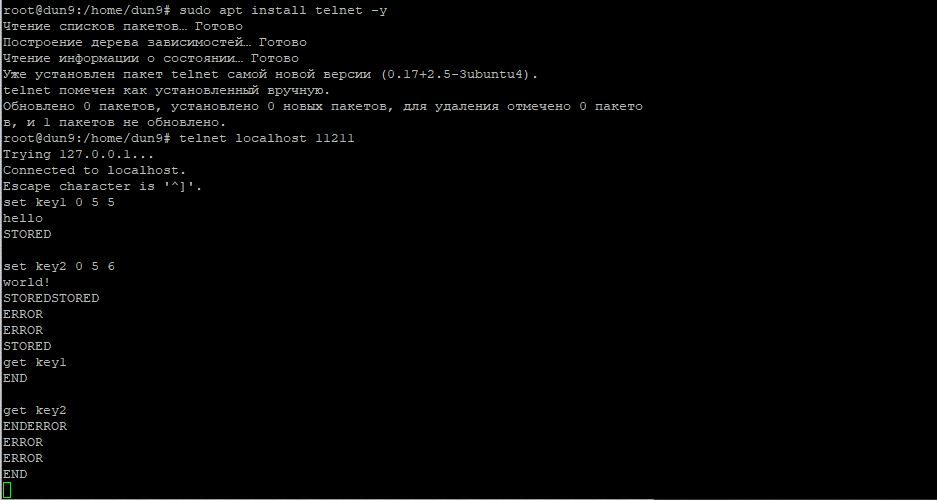 root@dun9:/home/dun9# sudo apt install telnet -y
Чтение списков пакетов… Готово
Построение дерева зависимостей… Готово
Чтение информации о состоянии… Готово
Уже установлен пакет telnet самой новой версии (0.17+2.5-3ubuntu4).
telnet помечен как установленный вручную.
Обновлено 0 пакетов, установлено 0 новых пакетов, для удаления отмечено 0 пакето
в, и 1 пакетов не обновлено.
root@dun9:/home/dun9# telnet localhost 11211
Trying 127.0.0.1...
Connected to localhost.
Escape character is '^]'.
set key1 0 5 5
hello
STORED
set key2 0 5 6
world!
STOREDSTORED
ERROR
ERROR
STORED
get key1
END
get key2
ENDERROR
ERROR
ERROR
END